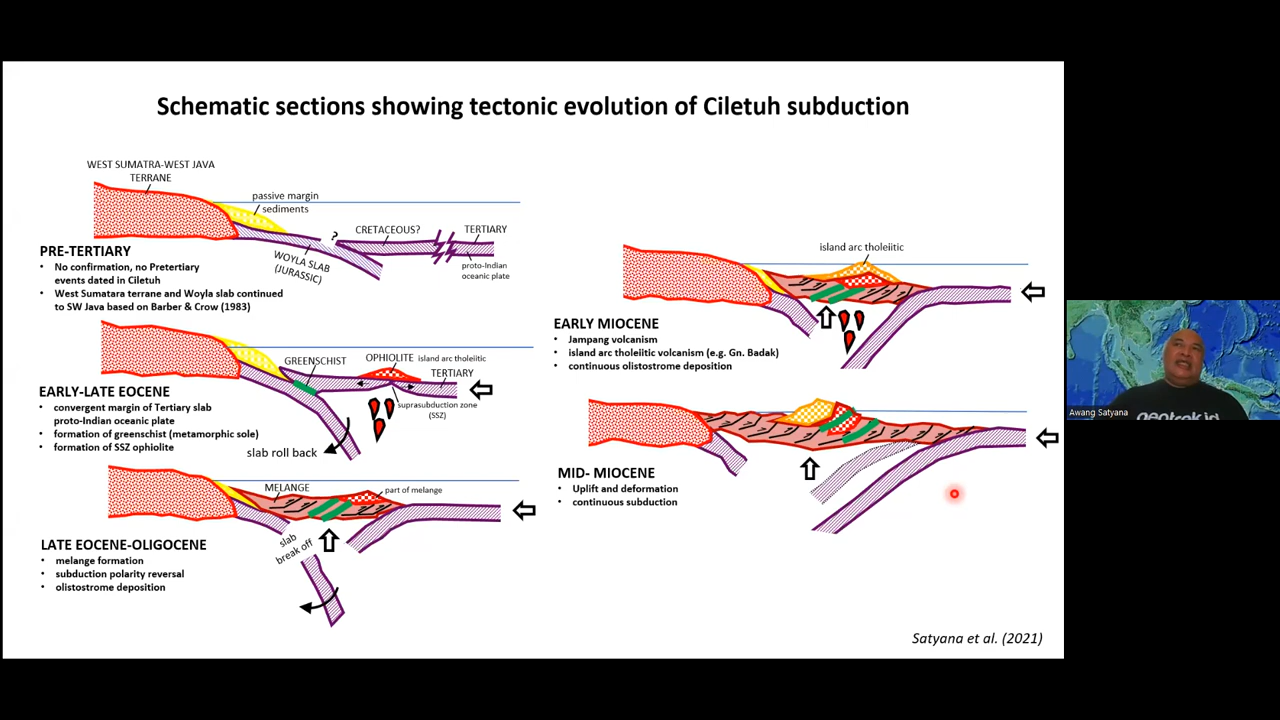 Schematic sections showing tectonic evolution of Ciletuh subduction
WEST SUMATRA-WEST JAVA
TERRANE
passive margin
sediments
?
CRETACEOUS?
TERTIARY
WOYLA SLAB
(JURASSIC)
proto-Indian
oceanic plate
PRE-TERTIARY
• No confirmation, no Pretertiary
events dated in Ciletuh
• West Sumatara terrane and Woyla slab continued
to SW Java based on Barber & Crow (1983)
GREENSCHIST
OPHIOLITE
island arc tholeiitic
TERTIARY
suprasubduction zone
(SSZ)
slab roll back
EARLY-LATE EOCENE
• convergent margin of Tertiary slab
proto-Indian oceanic plate
• formation of greenschist (metamorphic sole)
• formation of SSZ ophiolite
MELANGE
part of melange
slab
break off
LATE EOCENE-OLIGOCENE
• melange formation
• subduction polarity reversal
• olistostrome deposition
island arc tholeiitic
EARLY MIOCENE
• Jampang volcanism
• island arc tholeiitic volcanism (e.g. Gn. Badak)
• continuous olistostrome deposition
MID- MIOCENE
• Uplift and deformation
• continuous subduction
Satyana et al. (2021)
Awang Satyana